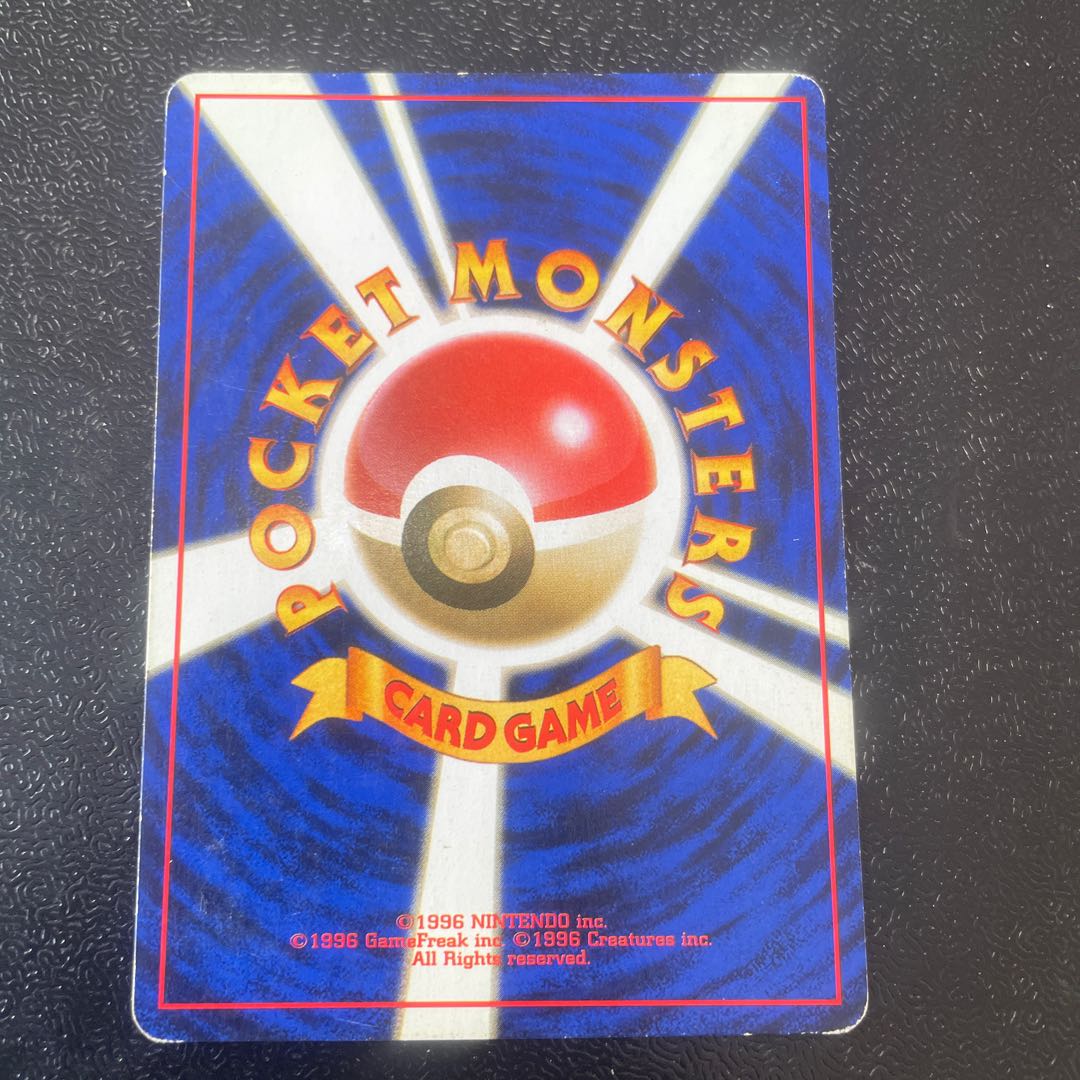 POCKET MONSTERS
CARD GAME
©1996 NINTENDO inc.
©1996 GameFreak inc. ©1996 Creatures inc.
All Rights reserved.